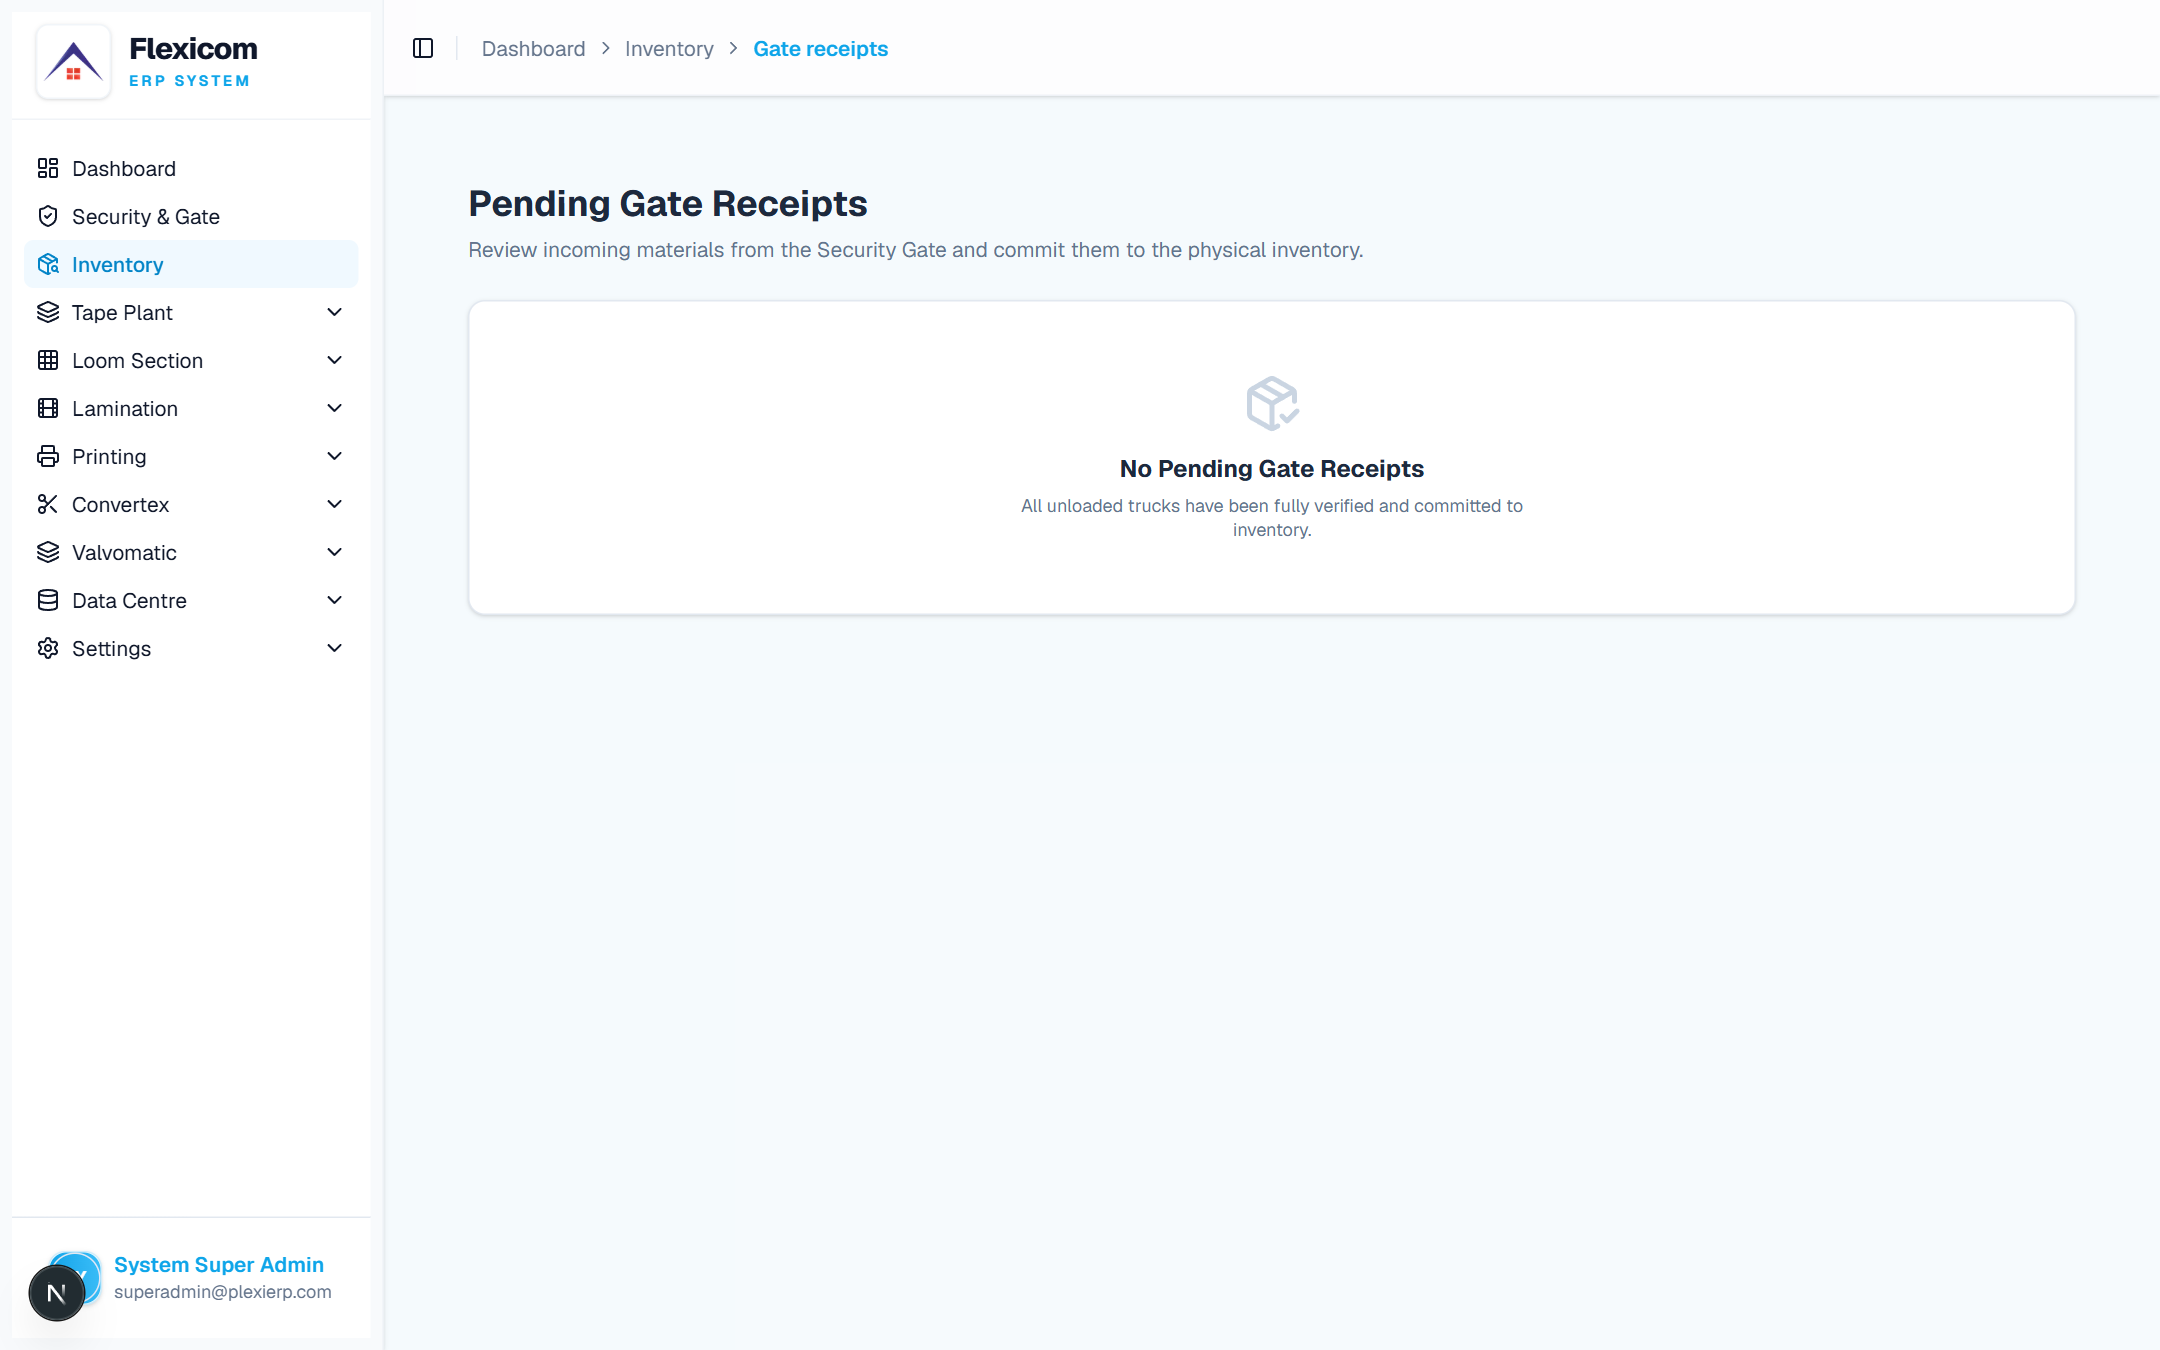 Flexicom
ERP SYSTEM
Dashboard
Security & Gate
Inventory
Tape Plant
Loom Section
Lamination
Printing
Convertex
Valvomatic
Data Centre
Settings
System Super Admin
superadmin@plexierp.com
N
Dashboard > Inventory > Gate receipts
Pending Gate Receipts
Review incoming materials from the Security Gate and commit them to the physical inventory.
No Pending Gate Receipts
All unloaded trucks have been fully verified and committed to
inventory.